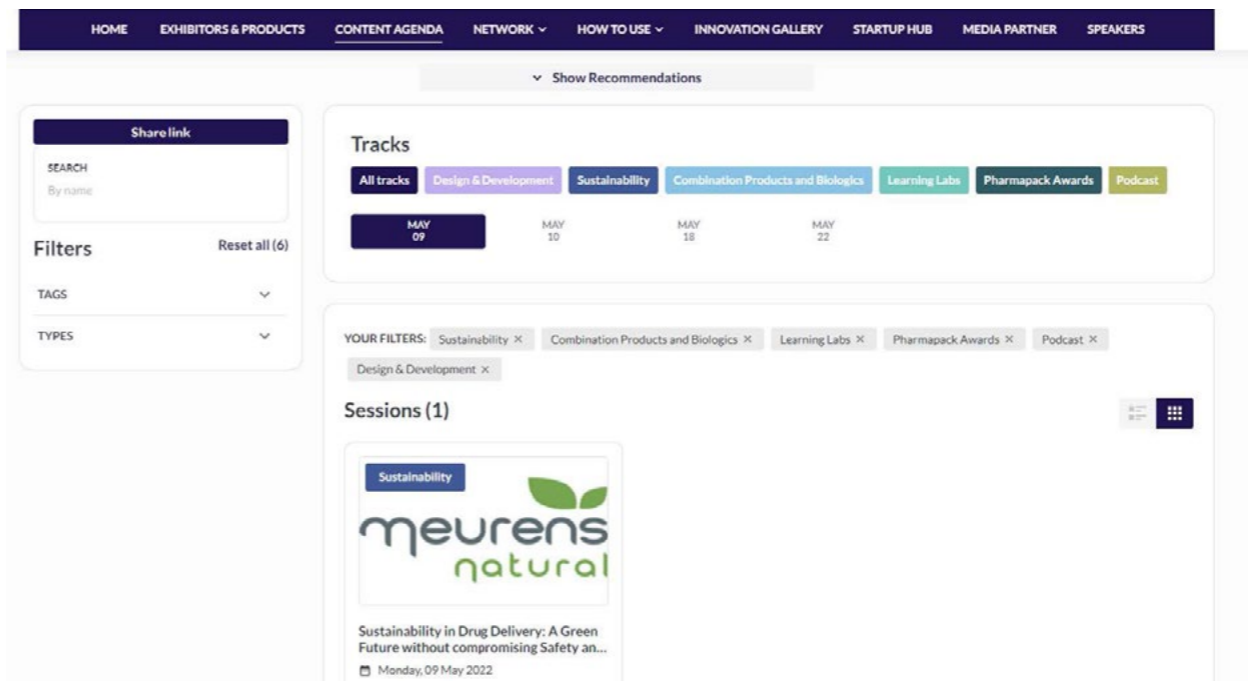 HOME EXHIBITORS & PRODUCTS CONTENT AGENDA NETWORK HOW TO USE INNOVATION GALLERY STARTUP HUB MEDIA PARTNER SPEAKERS
Show Recommendations
Share link
SEARCH
By name
Filters Reset all (6)
TAGS
TYPES
Tracks
All tracks Design & Development Sustainability Combination Products and Biologics Learning Labs Pharmapack Awards Podcast
MAY MAY MAY MAY
09 10 18 22
YOUR FILTERS: Sustainability × Combination Products and Biologics × Learning Labs × Pharmapack Awards × Podcast ×
Design & Development ×
Sessions (1)
Sustainability
meurens
natural
Sustainability in Drug Delivery: A Green
Future without compromising Safety an...
Monday, 09 May 2022